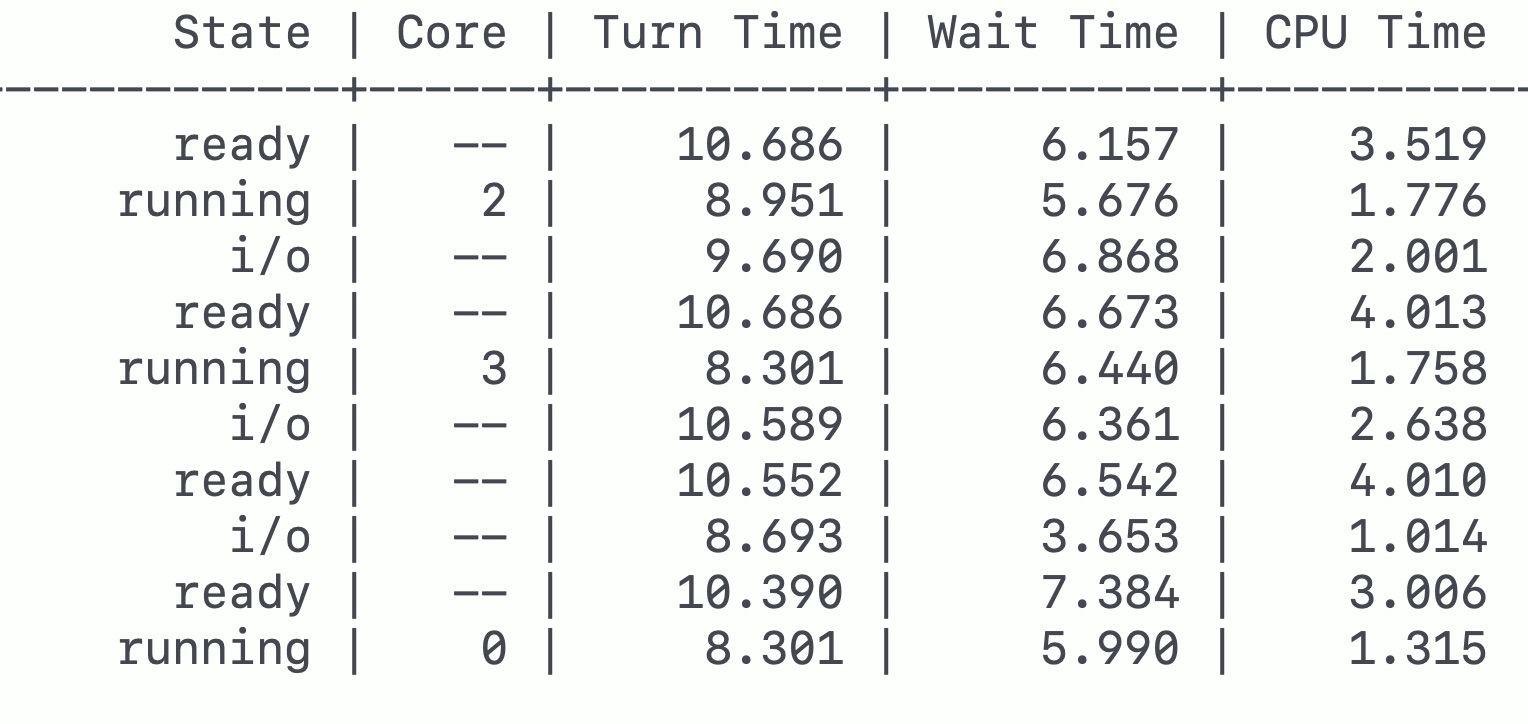 State | Core | Turn Time | Wait Time | CPU Time
------------+------+-----------+-----------+-----------
ready | -- | 10.686 | 6.157 | 3.519
running | 2 | 8.951 | 5.676 | 1.776
i/o | -- | 9.690 | 6.868 | 2.001
ready | -- | 10.686 | 6.673 | 4.013
running | 3 | 8.301 | 6.440 | 1.758
i/o | -- | 10.589 | 6.361 | 2.638
ready | -- | 10.552 | 6.542 | 4.010
i/o | -- | 8.693 | 3.653 | 1.014
ready | -- | 10.390 | 7.384 | 3.006
running | 0 | 8.301 | 5.990 | 1.315